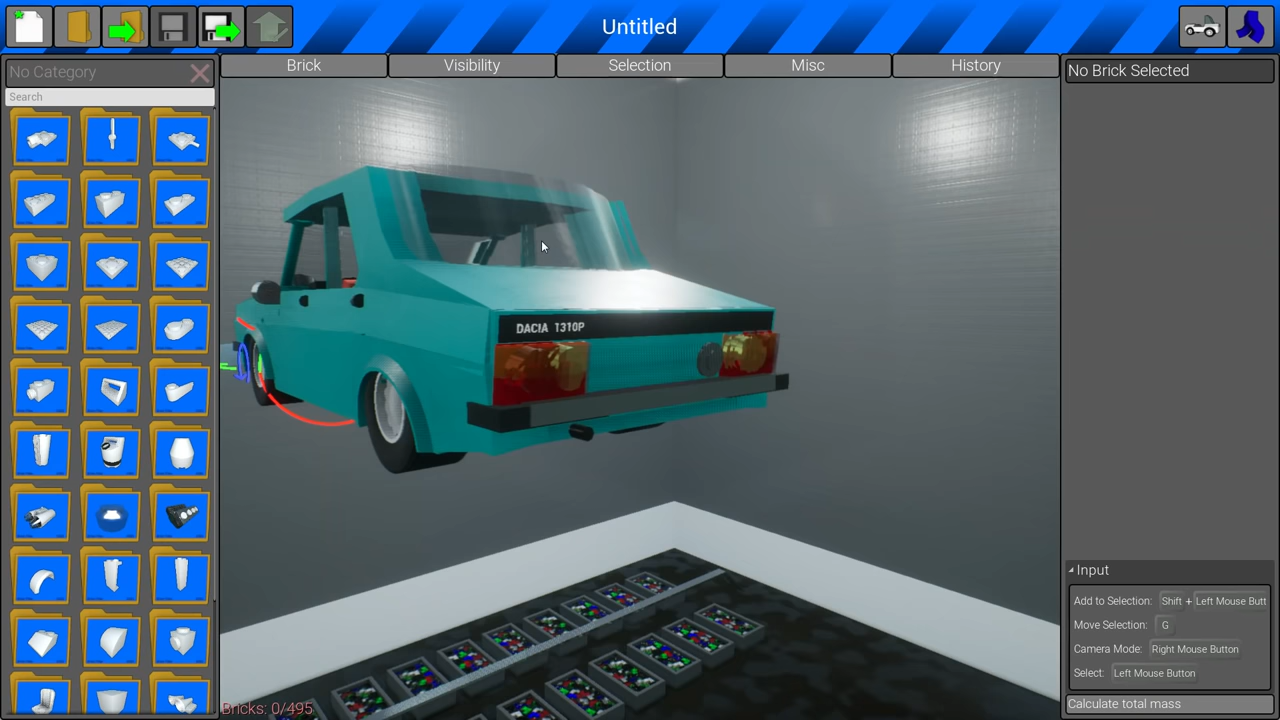 Untitled
No Category
Search
Brick
Visibility
Selection
Misc
History
No Brick Selected
DACIA 1310P
Bricks: 0/495
Input
Add to Selection: Shift + Left Mouse Butt
Move Selection: G
Camera Mode: Right Mouse Button
Select: Left Mouse Button
Calculate total mass